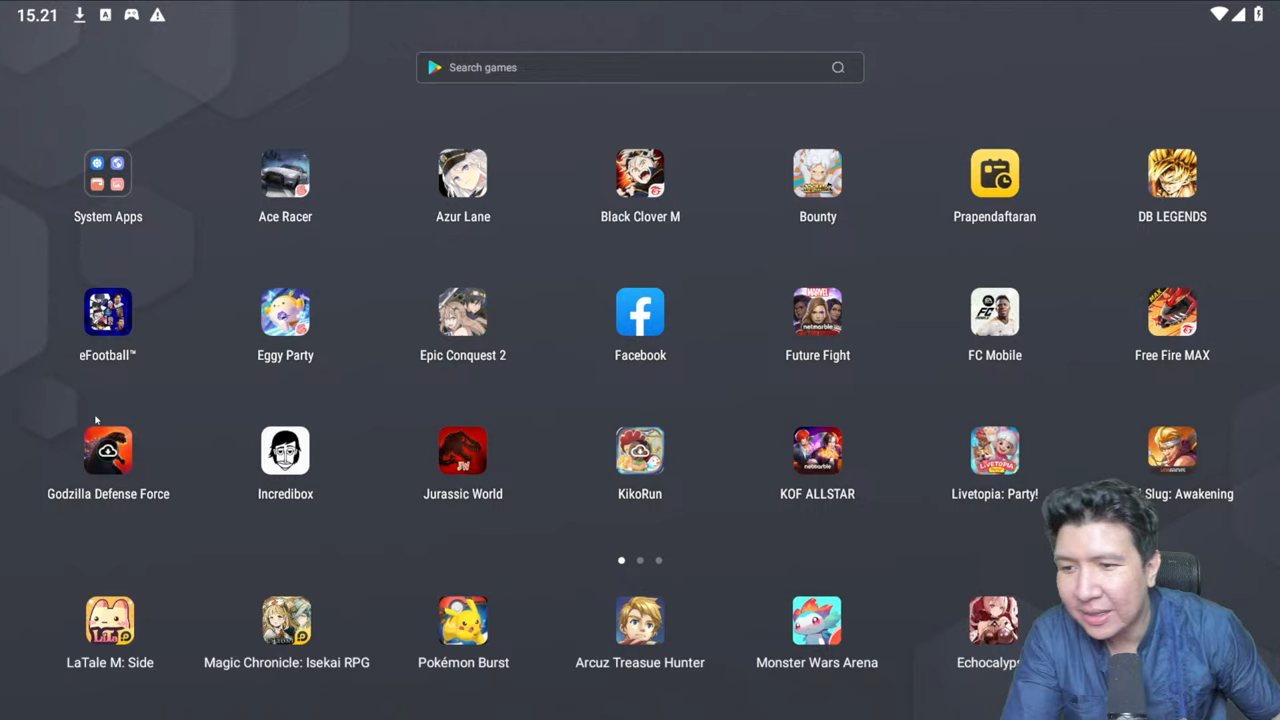 15.21
Search games
System Apps
Ace Racer
Azur Lane
Black Clover M
Bounty
Prapendaftaran
DB LEGENDS
eFootball™
Eggy Party
Epic Conquest 2
Facebook
Future Fight
FC Mobile
Free Fire MAX
Godzilla Defense Force
Incredibox
Jurassic World
KikoRun
KOF ALLSTAR
Livetopia: Party!
Slug: Awakening
LaTale M: Side
Magic Chronicle: Isekai RPG
Pokémon Burst
Arcuz Treasue Hunter
Monster Wars Arena